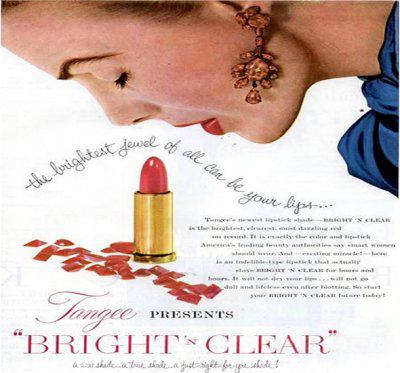 the brightest jewel of all can be your lips...
Tangee's newest lipstick shade—BRIGHT 'N CLEAR
is the brightest, clearest, most dazzling red
on record. It is exactly the color and lipstick
America's leading beauty authorities say smart women
should wear. And—exciting miracle!—here
is an indelible-type lipstick that actually
stays BRIGHT 'N CLEAR for hours and
hours. It will not dry your lips...will not go
dull and lifeless even after blotting. So start
your BRIGHT 'N CLEAR future today!
Tangee PRESENTS
"BRIGHT 'N CLEAR"
a new shade..a true shade..a just-right-for-you shade!